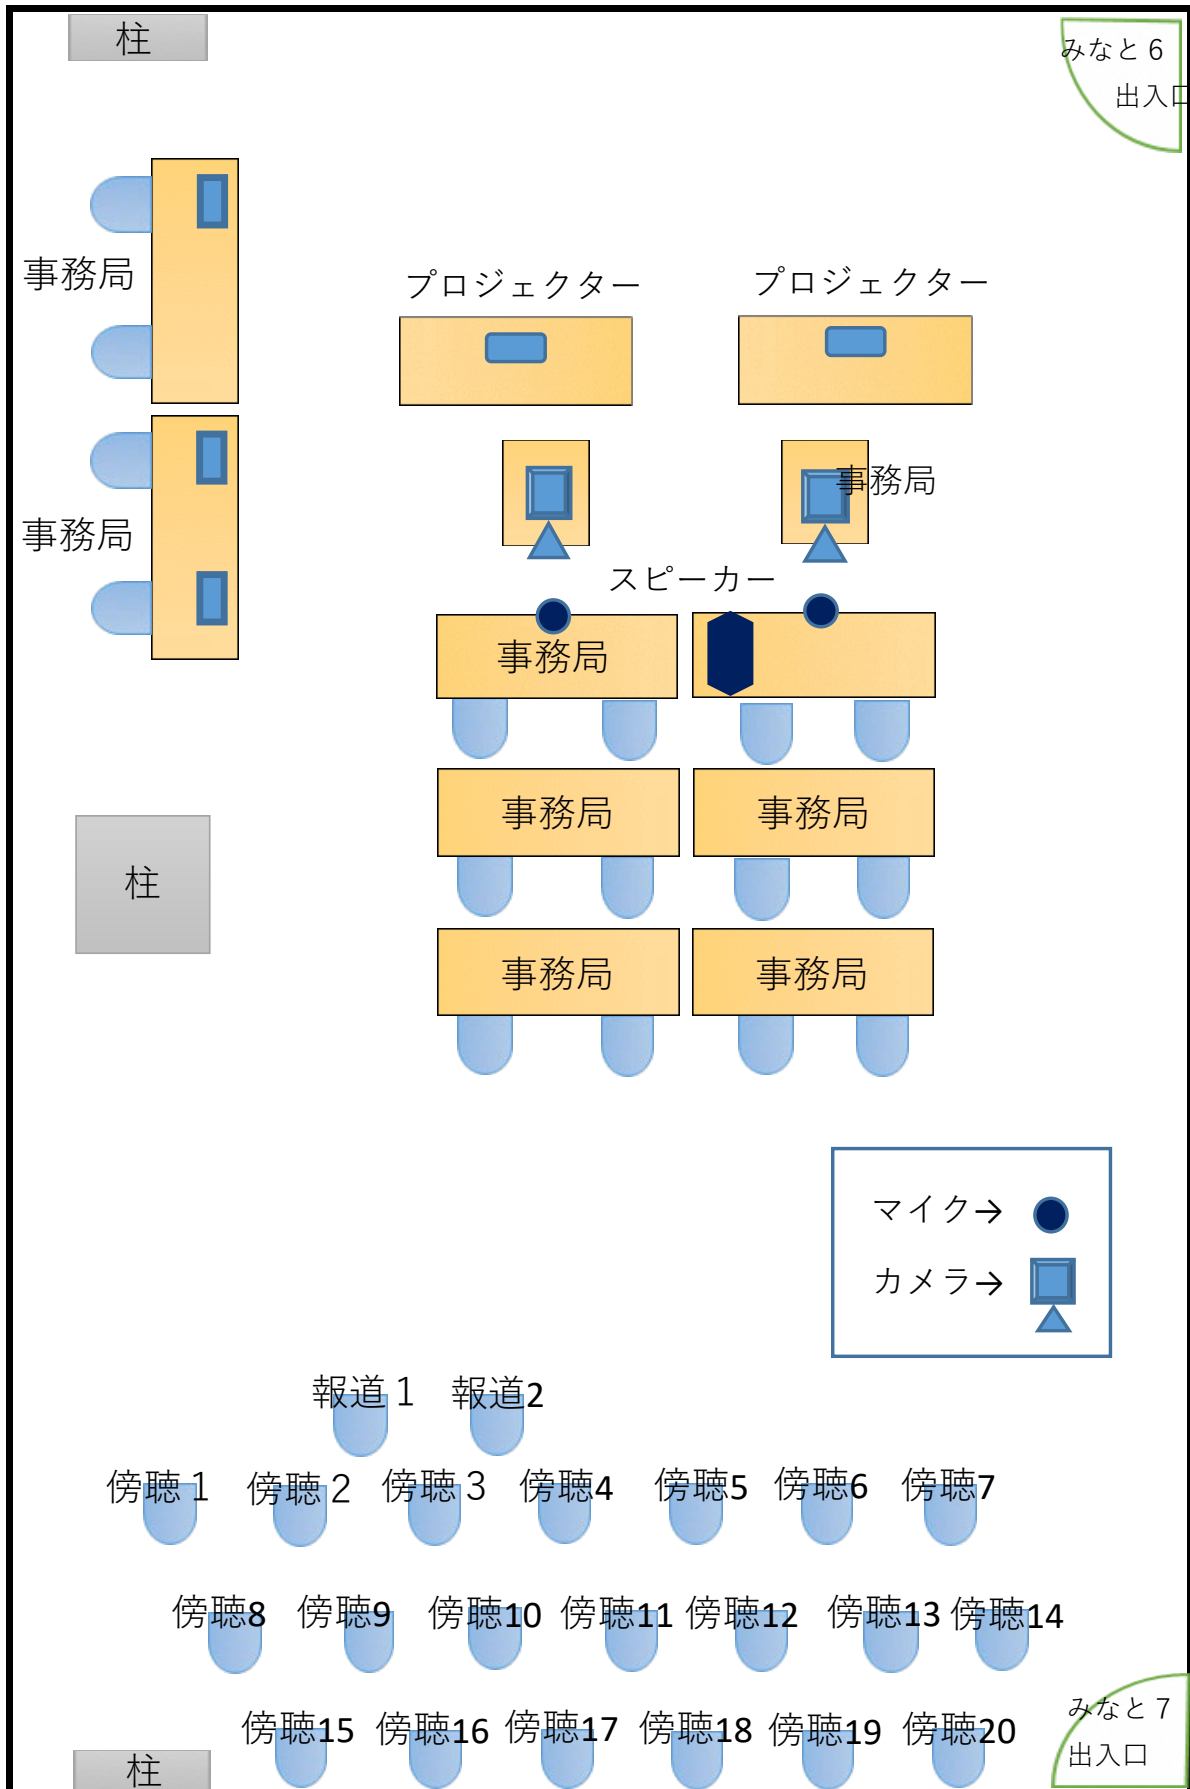 柱
みなと６
出入口
事務局
プロジェクター
プロジェクター
事務局
事務局
スピーカー
事務局
事務局
事務局
柱
事務局
事務局
マイク→
カメラ→
報道１
報道2
傍聴１
傍聴２
傍聴３
傍聴4
傍聴5
傍聴6
傍聴7
傍聴8
傍聴9
傍聴10
傍聴11
傍聴12
傍聴13
傍聴14
みなと７
出入口
傍聴15
傍聴16
傍聴17
傍聴18
傍聴19
傍聴20
柱